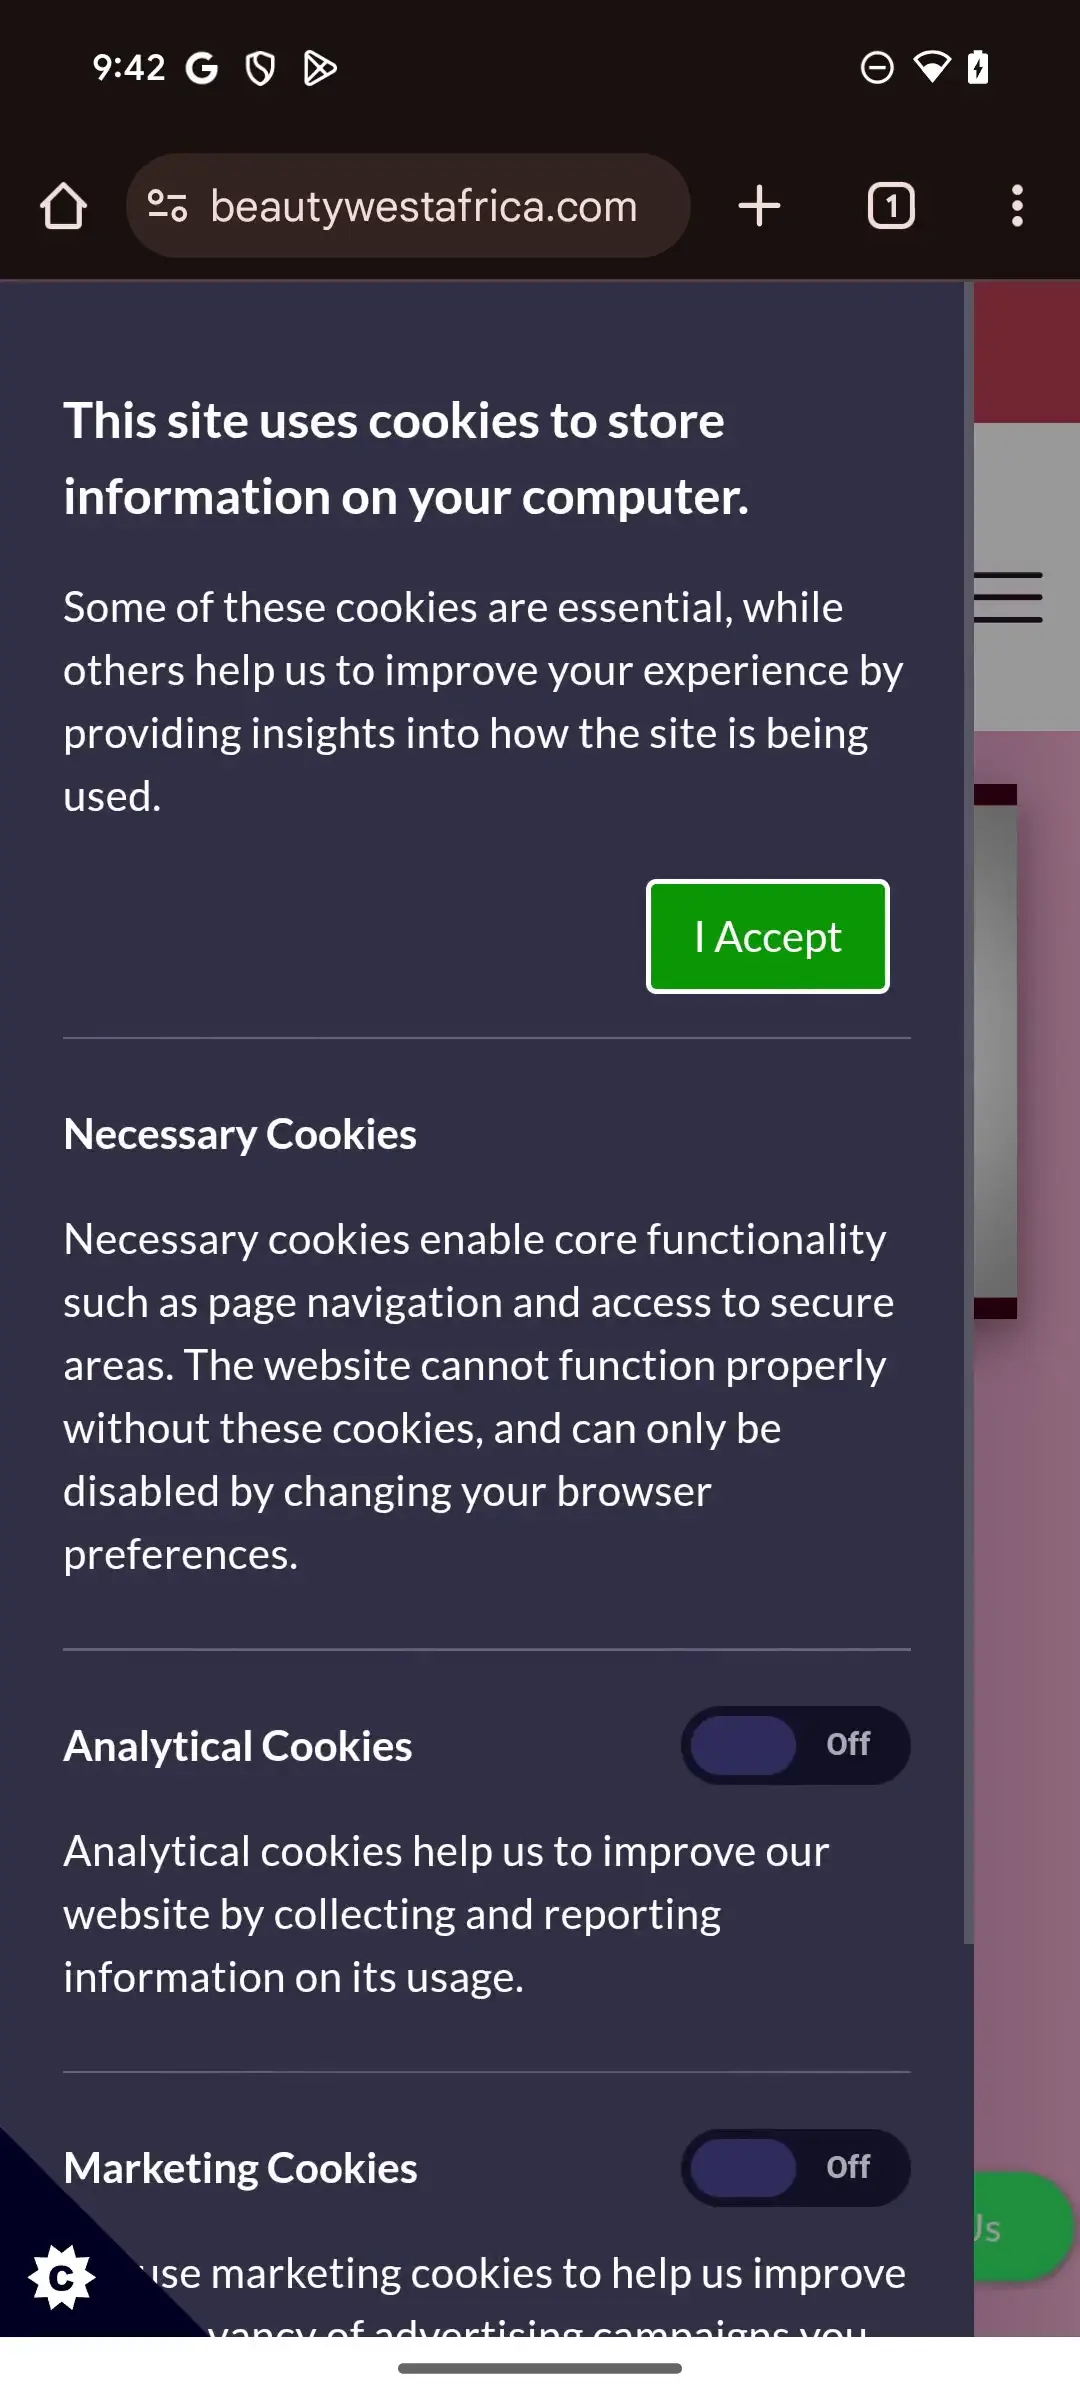 9:42
beautywestafrica.com
1
This site uses cookies to store
information on your computer.
Some of these cookies are essential, while
others help us to improve your experience by
providing insights into how the site is being
used.
I Accept
Necessary Cookies
Necessary cookies enable core functionality
such as page navigation and access to secure
areas. The website cannot function properly
without these cookies, and can only be
disabled by changing your browser
preferences.
Analytical Cookies
Off
Analytical cookies help us to improve our
website by collecting and reporting
information on its usage.
Marketing Cookies
Off
use marketing cookies to help us improve
of advertising campaigns you